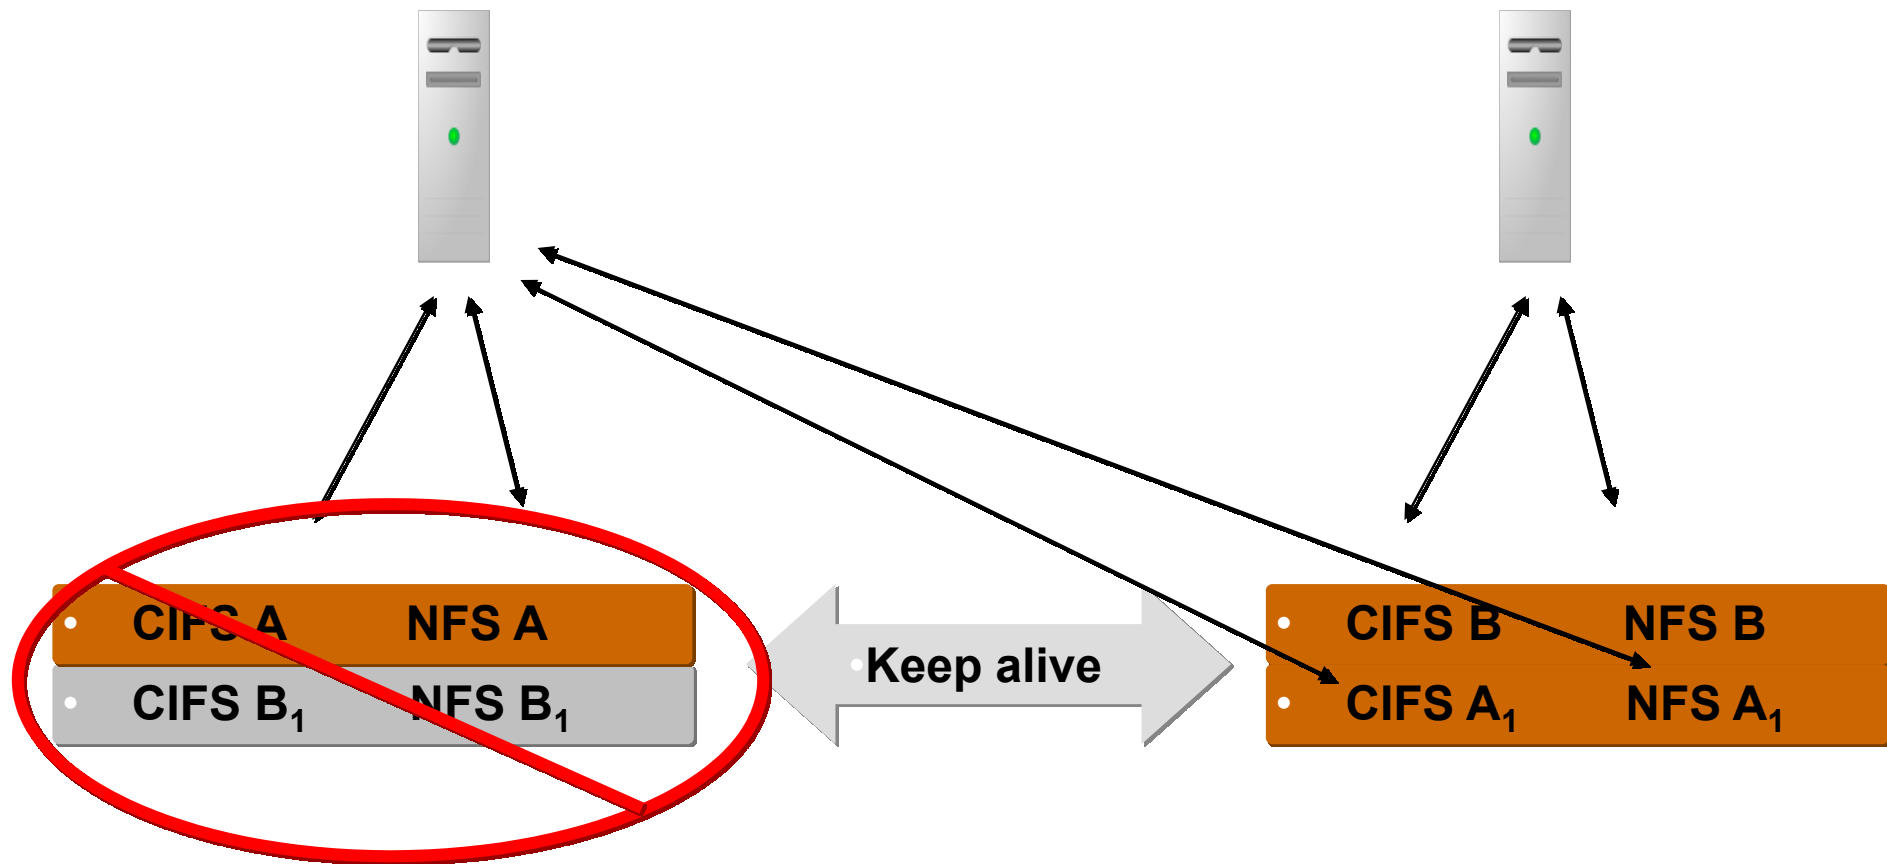 CIFS A NFS A
CIFS B₁ NFS B₁
Keep alive
CIFS B NFS B
CIFS A₁ NFS A₁